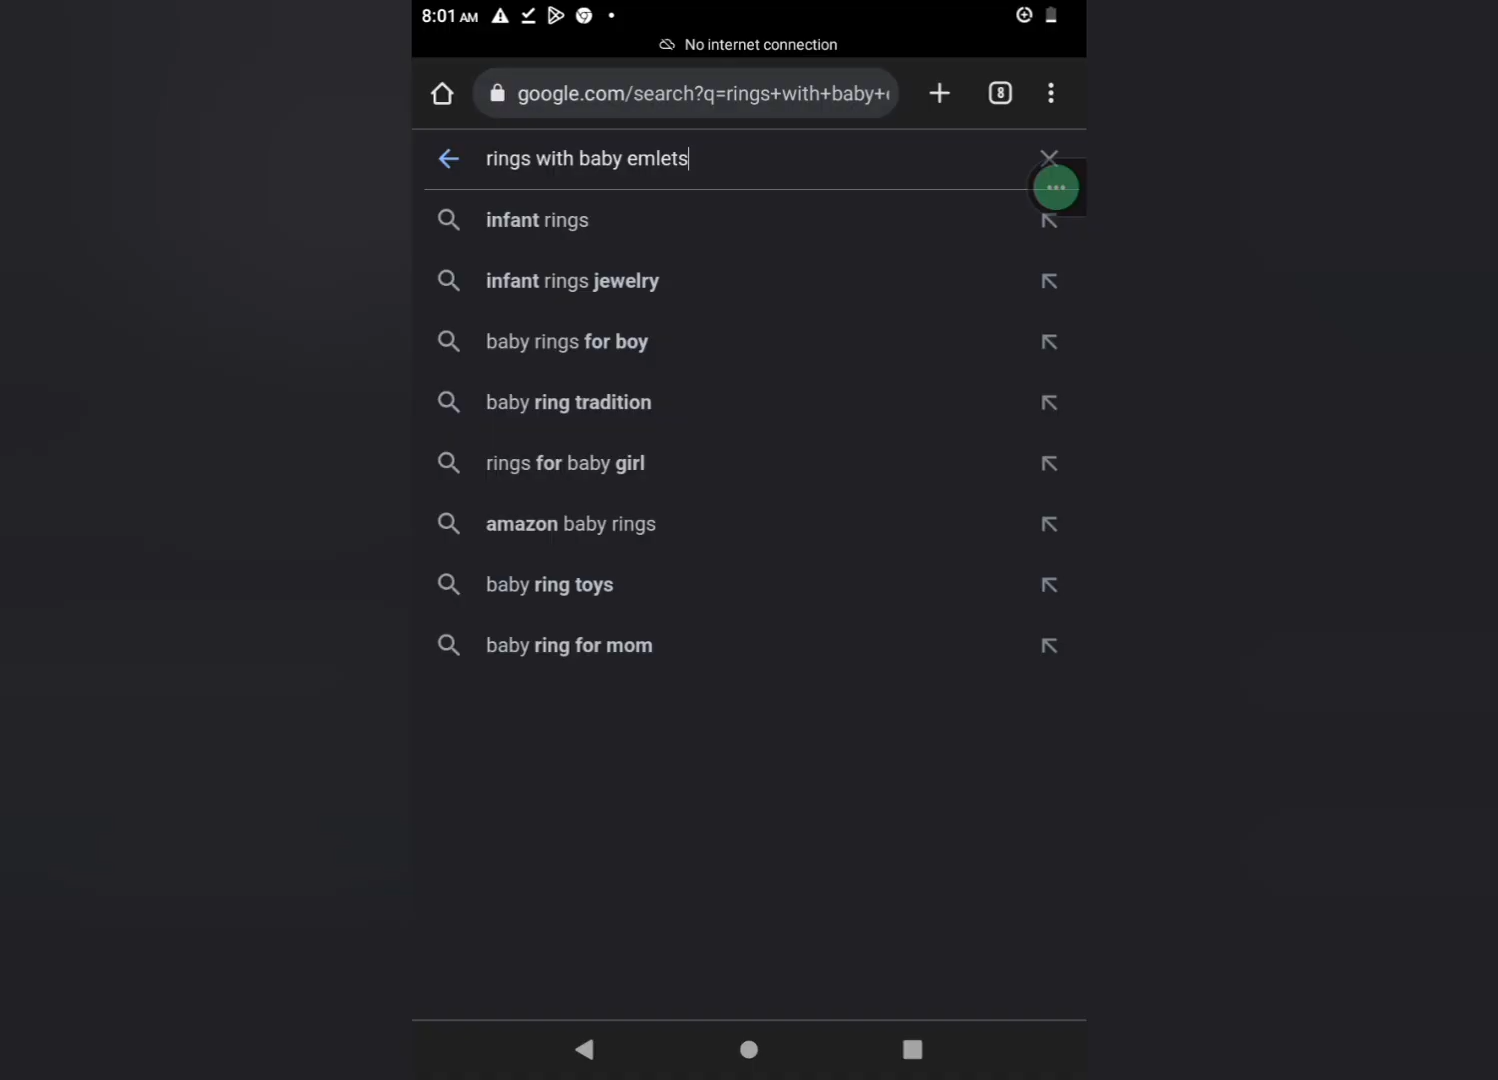 8:01 AM
No internet connection
google.com/search?q=rings+with+baby+
8
rings with baby emlets
infant rings
infant rings jewelry
baby rings for boy
baby ring tradition
rings for baby girl
amazon baby rings
baby ring toys
baby ring for mom